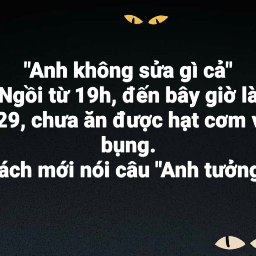 "Anh không sửa gì cả"
Ngồi từ 19h, đến bây giờ là
29, chưa ăn được hạt cơm
bụng.
mới nói câu "Anh tưởng